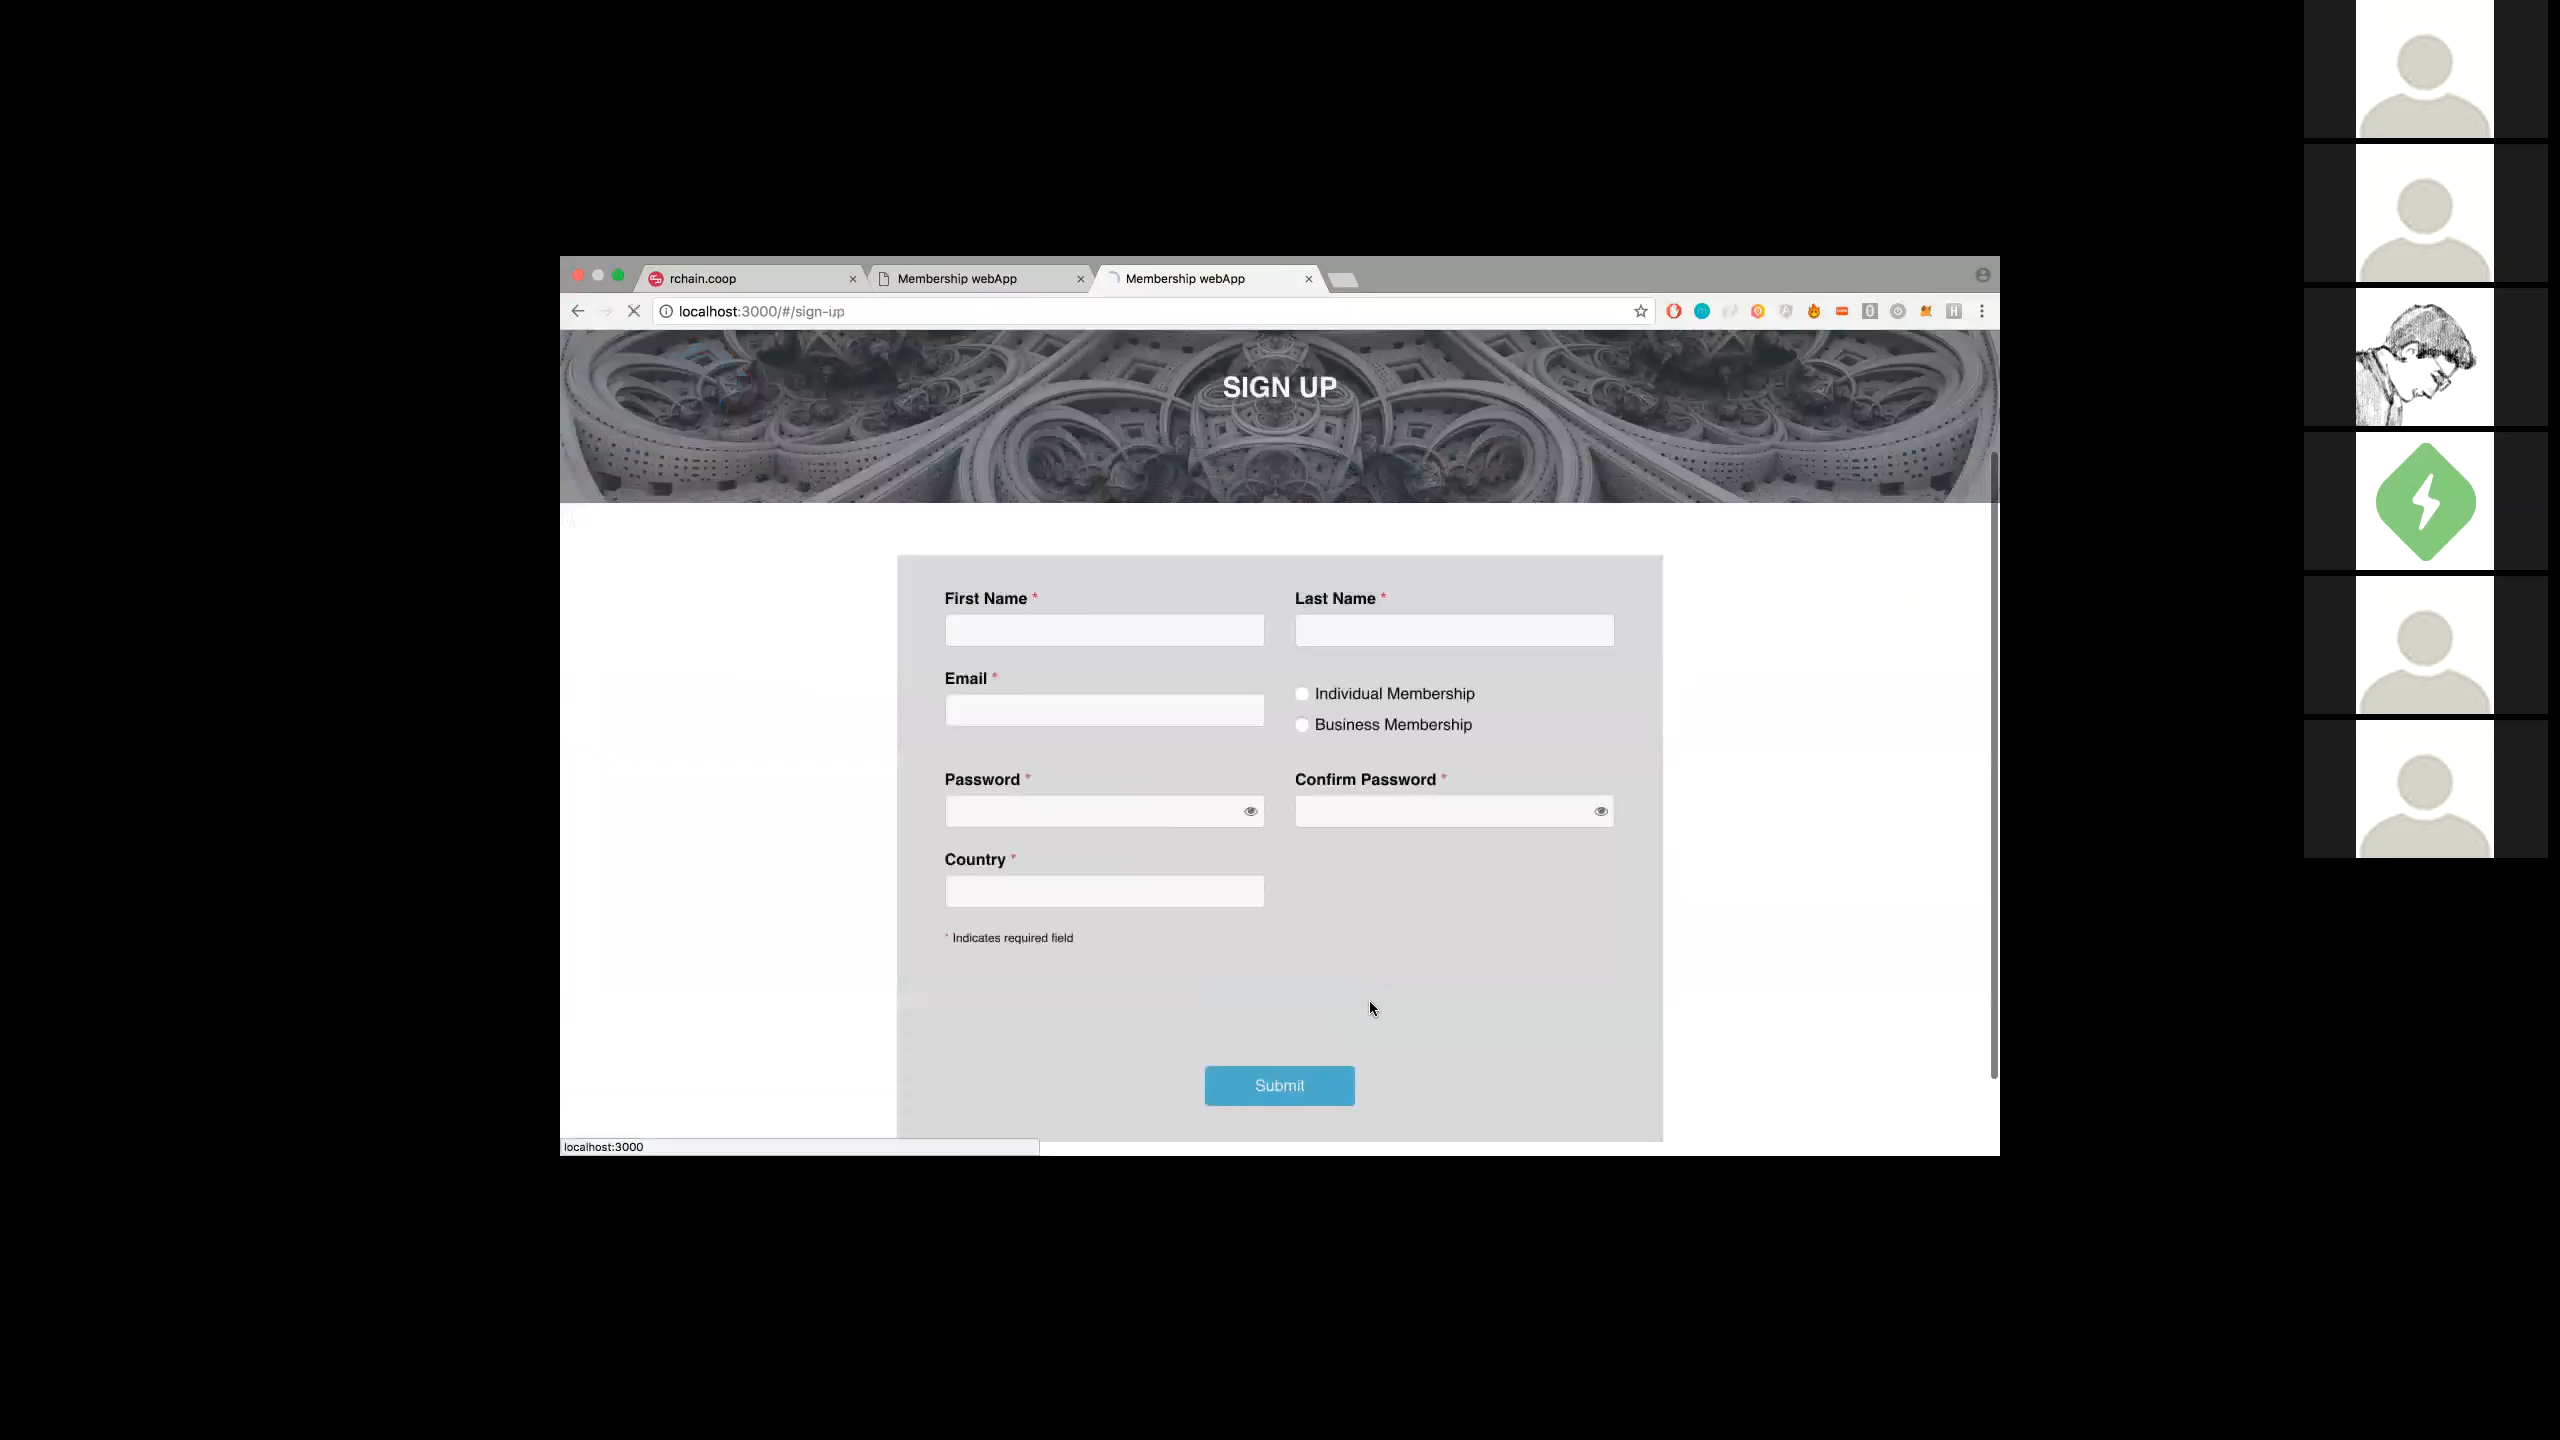 rchain.coop
Membership webApp
Membership webApp
localhost:3000/#/sign-up
SIGN UP
First Name *
Last Name *
Email *
Individual Membership
Business Membership
Password *
Confirm Password *
Country *
* Indicates required field
Submit
localhost:3000